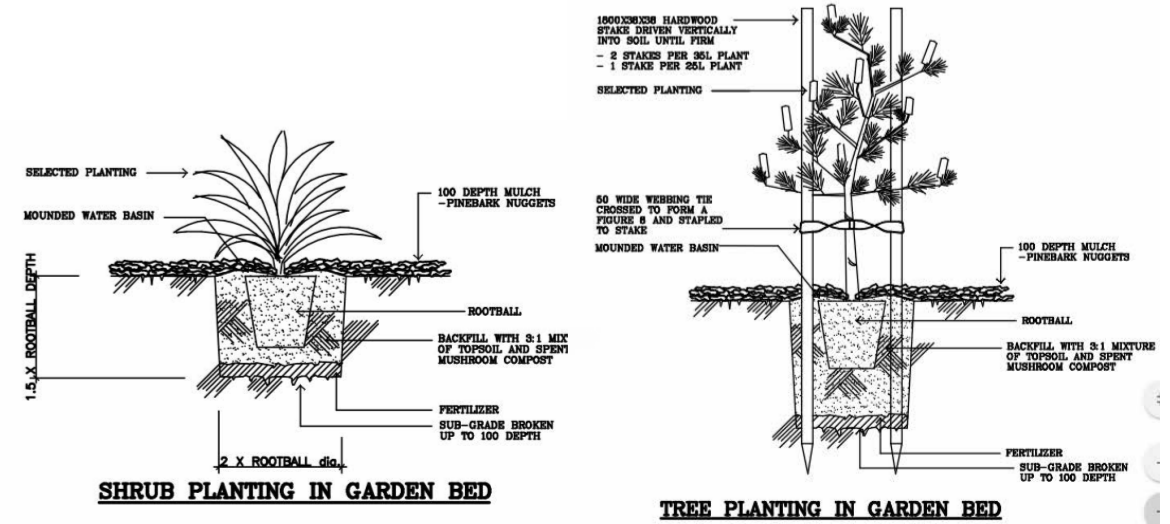 SELECTED PLANTING
MOUNDED WATER BASIN
100 DEPTH MULCH
-PINEBARK NUGGETS
1.5 X ROOTBALL DEPTH
ROOTBALL
BACKFILL WITH 3:1 MIXT
OF TOPSOIL AND SPENT
MUSHROOM COMPOST
FERTILIZER
SUB-GRADE BROKEN
UP TO 100 DEPTH
2 X ROOTBALL dia.
SHRUB PLANTING IN GARDEN BED
1800X38X38 HARDWOOD
STAKE DRIVEN VERTICALLY
INTO SOIL UNTIL FIRM
- 2 STAKES PER 35L PLANT
- 1 STAKE PER 25L PLANT
SELECTED PLANTING
50 WIDE WEBBING TIE
CROSSED TO FORM A
FIGURE 8 AND STAPLED
TO STAKE
MOUNDED WATER BASIN
100 DEPTH MULCH
-PINEBARK NUGGETS
ROOTBALL
BACKFILL WITH 3:1 MIXTURE
OF TOPSOIL AND SPENT
MUSHROOM COMPOST
FERTILIZER
SUB-GRADE BROKEN
UP TO 100 DEPTH
TREE PLANTING IN GARDEN BED